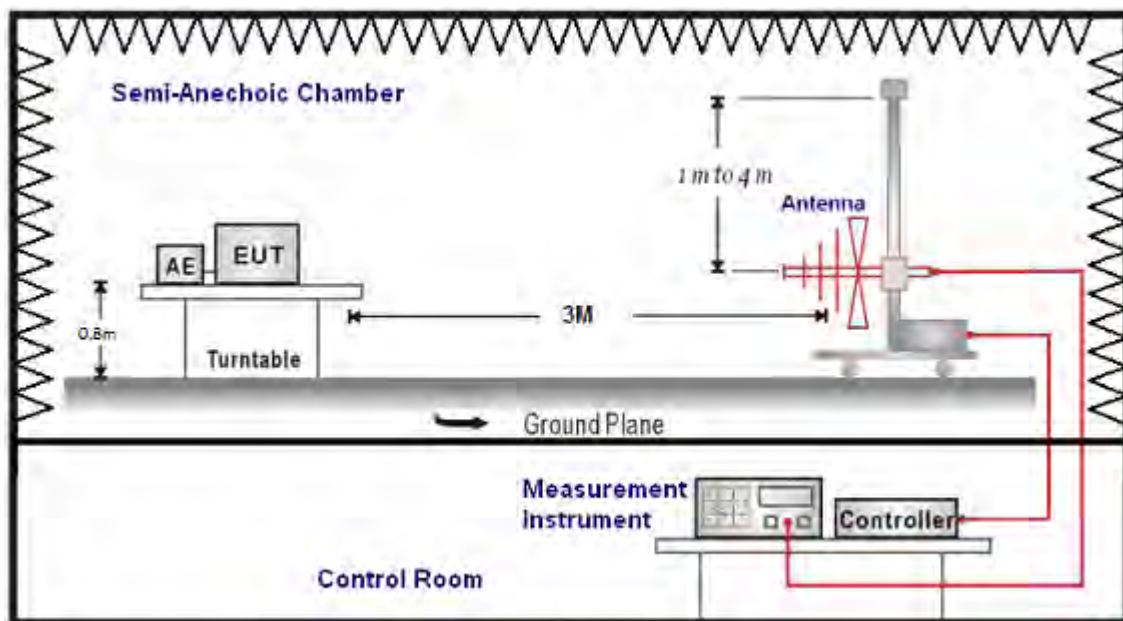 Semi-Anechoic Chamber
1 m to 4 m
Antenna
AE
EUT
0.8m
3M
Turntable
Ground Plane
Measurement
Instrument
Controller
Control Room